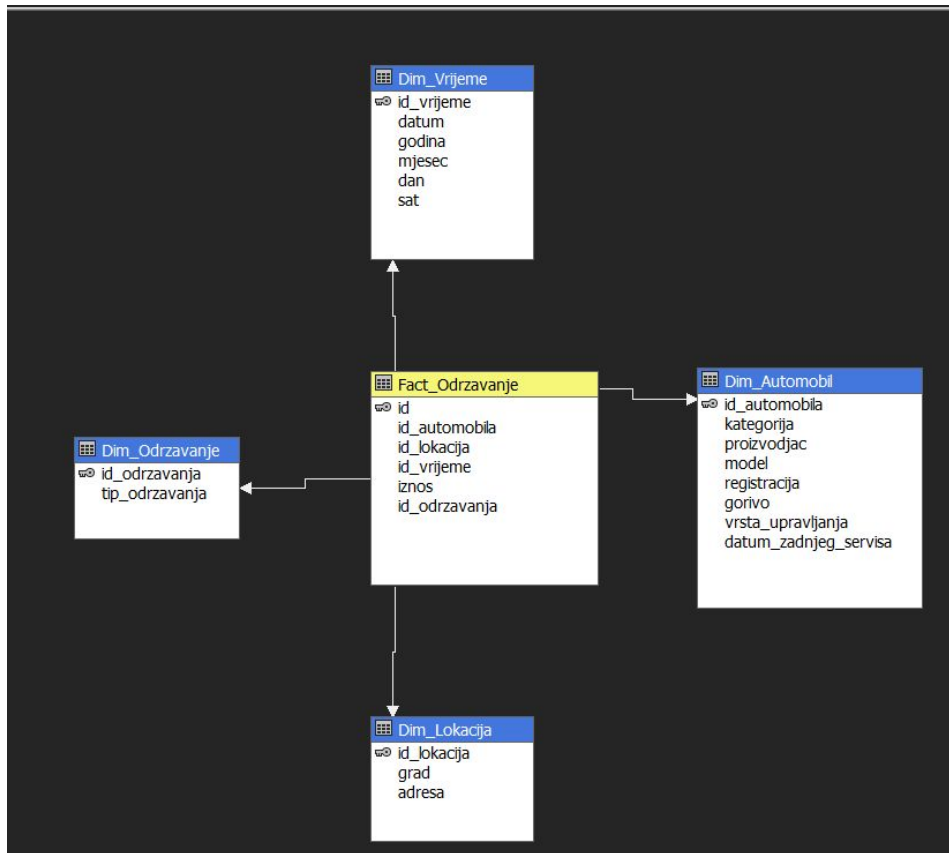 Dim_Vrijeme
id_vrijeme
datum
godina
mjesec
dan
sat
Fact_Odrzavanje
id
id_automobila
id_lokacija
id_vrijeme
iznos
id_odrzavanja
Dim_Automobil
id_automobila
kategorija
proizvodjac
model
registracija
gorivo
vrsta_upravljanja
datum_zadnjeg_servisa
Dim_Odrzavanje
id_odrzavanja
tip_odrzavanja
Dim_Lokacija
id_lokacija
grad
adresa